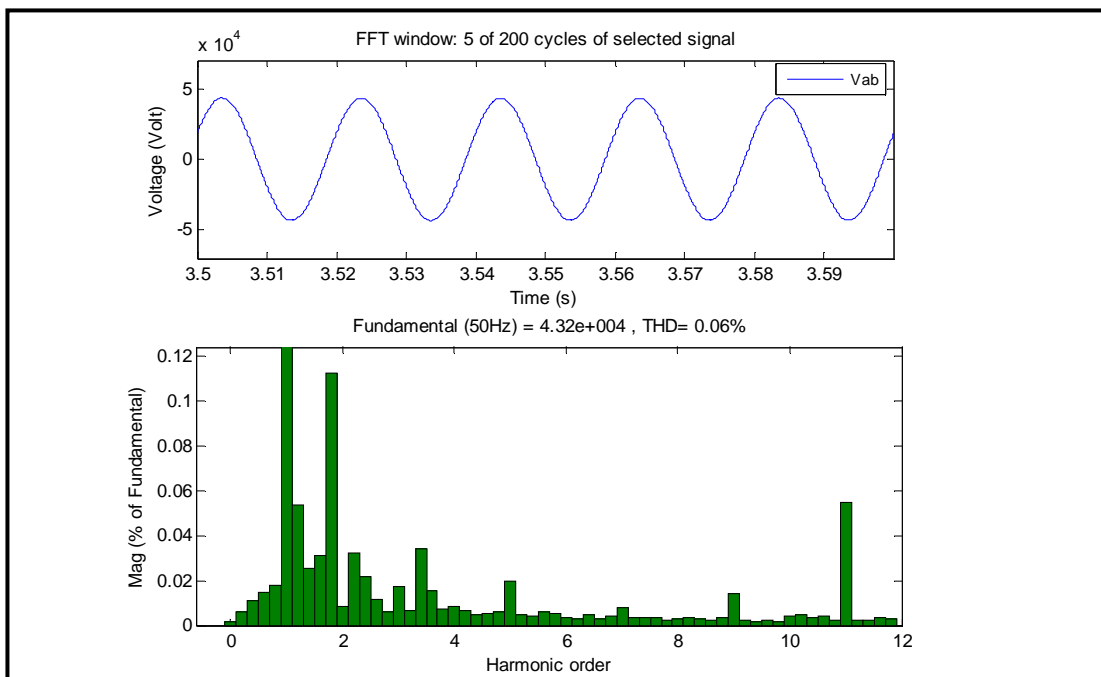 FFT window: 5 of 200 cycles of selected signal
x 10^4
Vab
Voltage (Volt)
5
0
-5
3.5 3.51 3.52 3.53 3.54 3.55 3.56 3.57 3.58 3.59
Time (s)
Fundamental (50Hz) = 4.32e+004 , THD= 0.06%
Mag (% of Fundamental)
0.12
0.1
0.08
0.06
0.04
0.02
0
0 2 4 6 8 10 12
Harmonic order